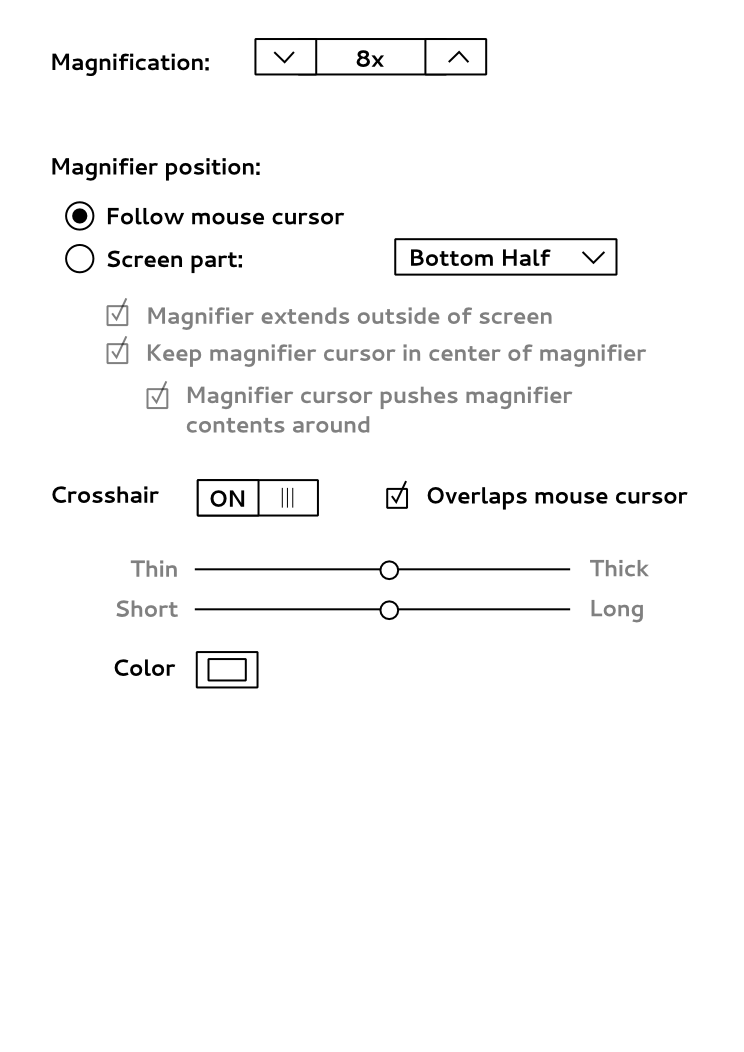 Magnification: 8x
Magnifier position:
Follow mouse cursor
Screen part: Bottom Half
Magnifier extends outside of screen
Keep magnifier cursor in center of magnifier
Magnifier cursor pushes magnifier
contents around
Crosshair ON Overlaps mouse cursor
Thin Thick
Short Long
Color